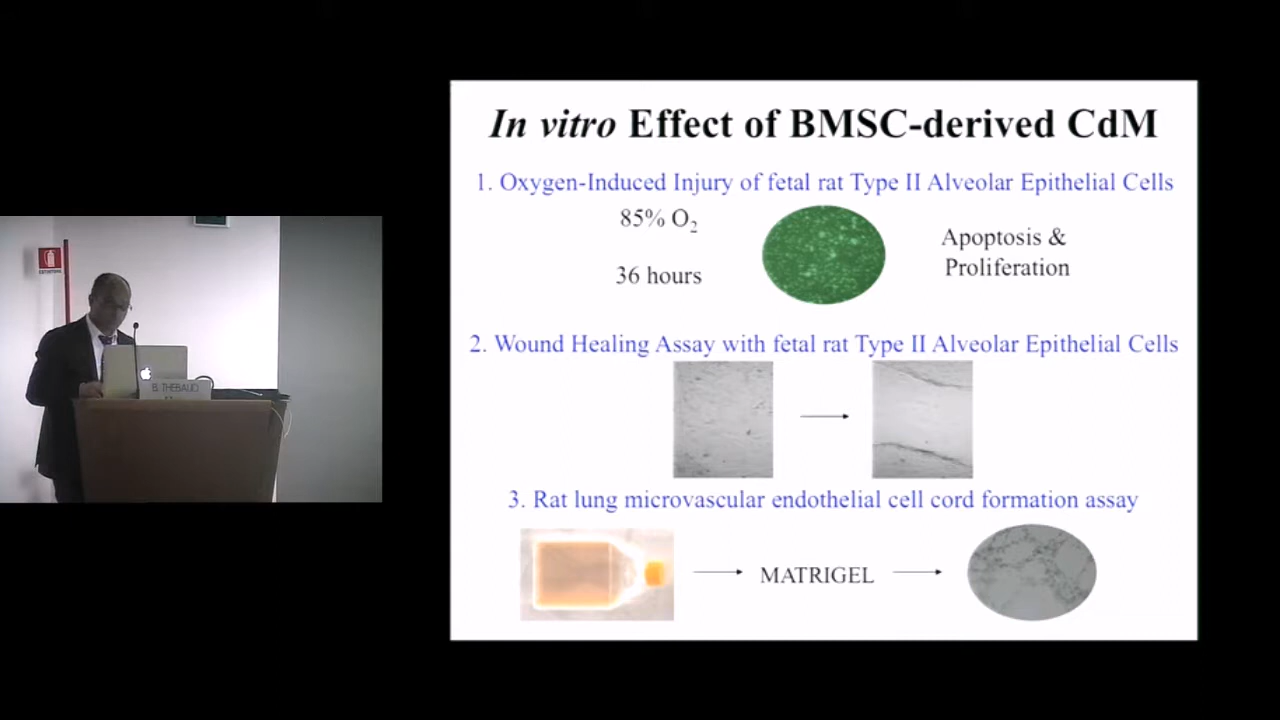 In vitro Effect of BMSC-derived CdM
1. Oxygen-Induced Injury of fetal rat Type II Alveolar Epithelial Cells
85% O₂
36 hours
Apoptosis &
Proliferation
2. Wound Healing Assay with fetal rat Type II Alveolar Epithelial Cells
3. Rat lung microvascular endothelial cell cord formation assay
MATRIGEL
B. THEBAUD